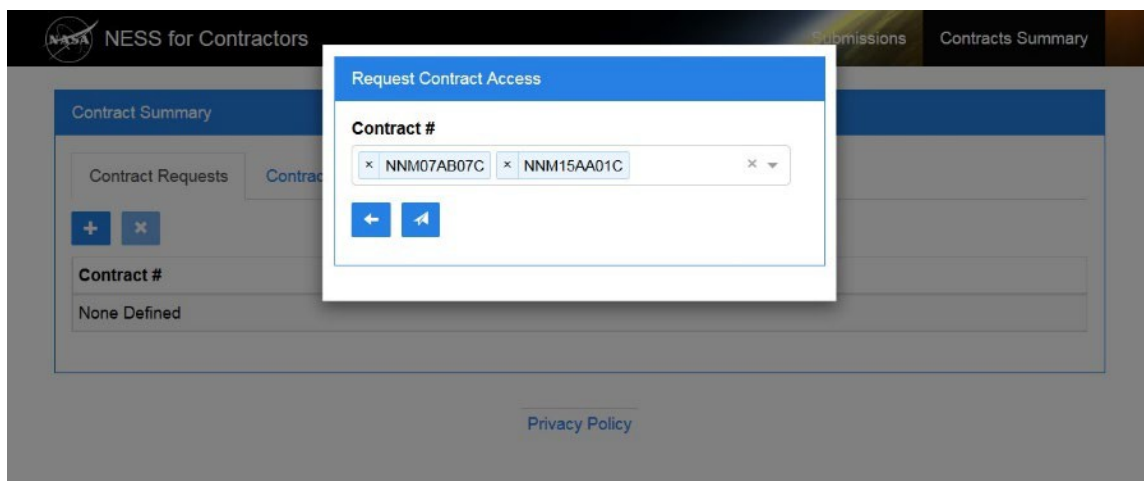 NASA NESS for Contractors
Submissions
Contracts Summary
Request Contract Access
Contract Summary
Contract #
× NNM07AB07C × NNM15AA01C
Contract Requests
Contract #
None Defined
Privacy Policy